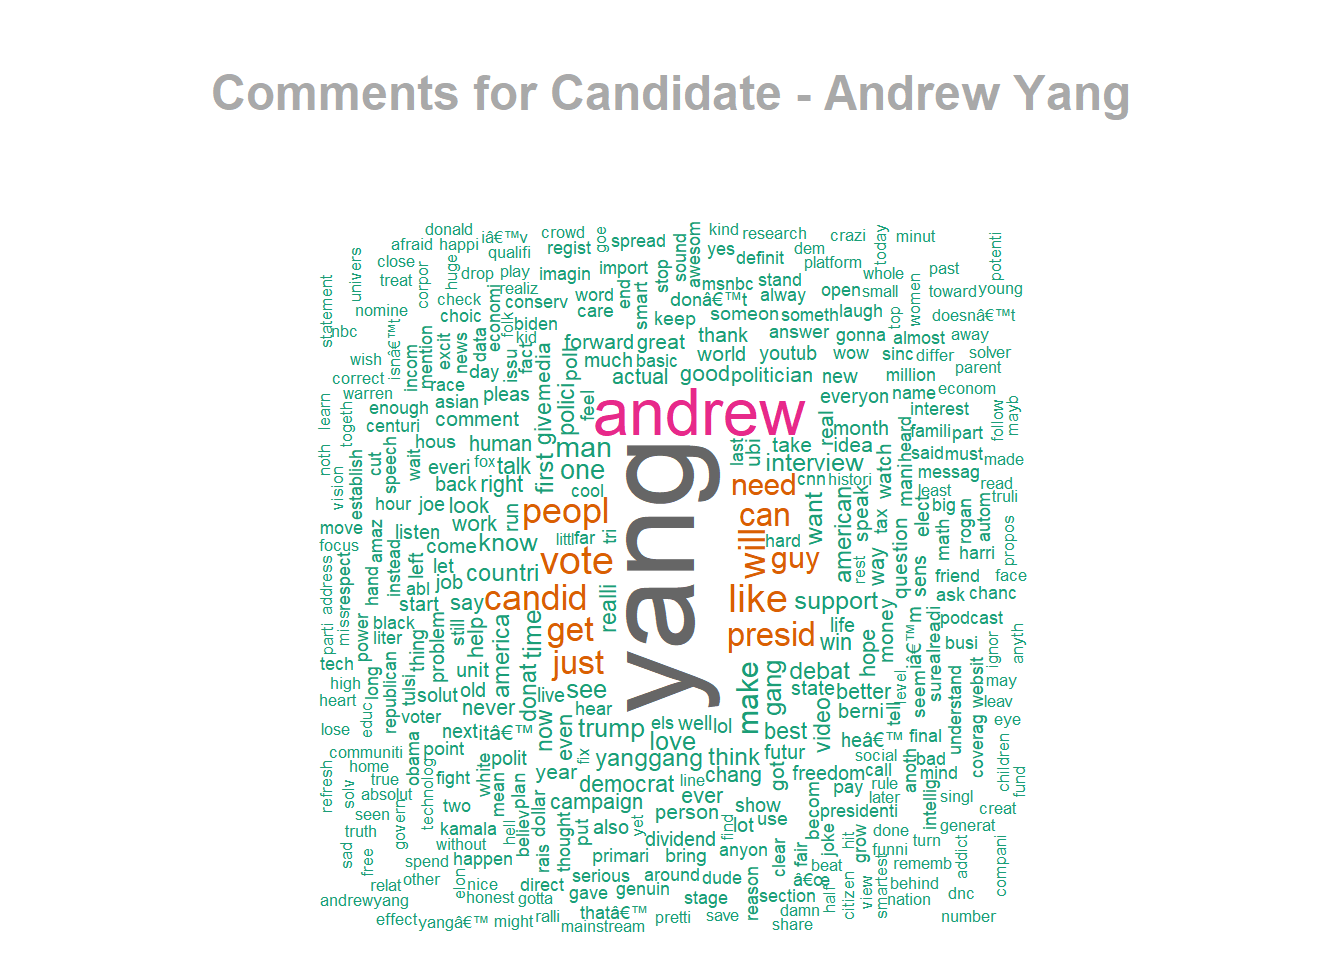 Comments for Candidate - Andrew Yang
donald
iâ€™v
crowd
goe
spread
sound
awesom
kind
research
crazi
today
minut
potenti
afraid
happi
qualifi
regist
stop
yes
definit
dem
platform
whole
past
univers
close
treat
corpor
huge
drop
play
realiz
imagin
import
end
smart
msnbc
stand
alway
open
small
top
women
toward
young
statement
nbc
nomine
check
choic
economi
folk
conserv
word
care
donâ€™t
keep
someon
someth
laugh
doesnâ€™t
isnâ€™t
mention
excit
news
data
biden
kid
fact
issu
forward
great
thank
answer
gonna
almost
away
wish
incom
day
media
poll
much
basic
world
youtub
wow
sinc
differ
solver
parent
correct
warren
race
asian
pleas
give
polici
feel
actual
good
politician
new
million
econom
learn
togeth
enough
centuri
comment
andrew
everyon
name
interest
follow
mayb
noth
cut
speech
wait
hous
human
first
man
one
last
ubi
take
real
month
idea
heard
famili
part
vision
establish
everi
fox
talk
back
right
cool
yang
need
interview
cnn
histori
watch
mani
said
must
messag
made
least
read
truli
hour
joe
look
run
peopl
can
want
american
speak
tax
elect
big
rogan
autom
move
focus
amaz
listen
work
know
littl
far
tri
will
hard
guy
rest
way
question
math
harri
propos
address
miss
respect
hand
instead
left
let
come
vote
countri
abl
job
candid
like
support
sens
friend
face
ask
chanc
parti
power
liter
black
start
say
still
help
get
realli
presid
life
win
money
iâ€™m
alreadi
podcast
busi
ignor
anyth
tech
high
heart
long
republican
thing
problem
unit
america
time
just
make
gang
debat
hope
level
seem
sure
understand
websit
may
leav
educ
tulsi
solut
old
never
donat
live
see
hear
state
better
berni
tell
lose
voter
next
itâ€™
now
even
trump
els
well
lol
best
video
heâ€™
final
coverag
eye
communiti
home
obama
point
polit
fix
love
yanggang
think
futur
social
anoth
bad
children
refresh
solv
true
absolut
technolog
fight
white
mean
year
democrat
line
chang
got
freedom
call
mind
fund
seen
truth
govern
two
kamala
plan
believ
dollar
campaign
ever
person
show
pay
rule
later
presidenti
becom
intellig
singl
creat
generat
sad
free
without
hell
rais
thought
put
also
yet
dividend
find
lot
use
anyon
clear
fair
joke
hit
grow
done
funni
turn
relat
spend
other
happen
primari
bring
beat
rememb
addict
compani
andrewyang
elon
nice
honest
direct
gotta
serious
gave
around
genuin
dude
reason
section
â€œ
half
citizen
view
smartest
behind
nation
dnc
effect
yangâ€™
might
ralli
thatâ€™
mainstream
pretti
stage
save
damn
share
number